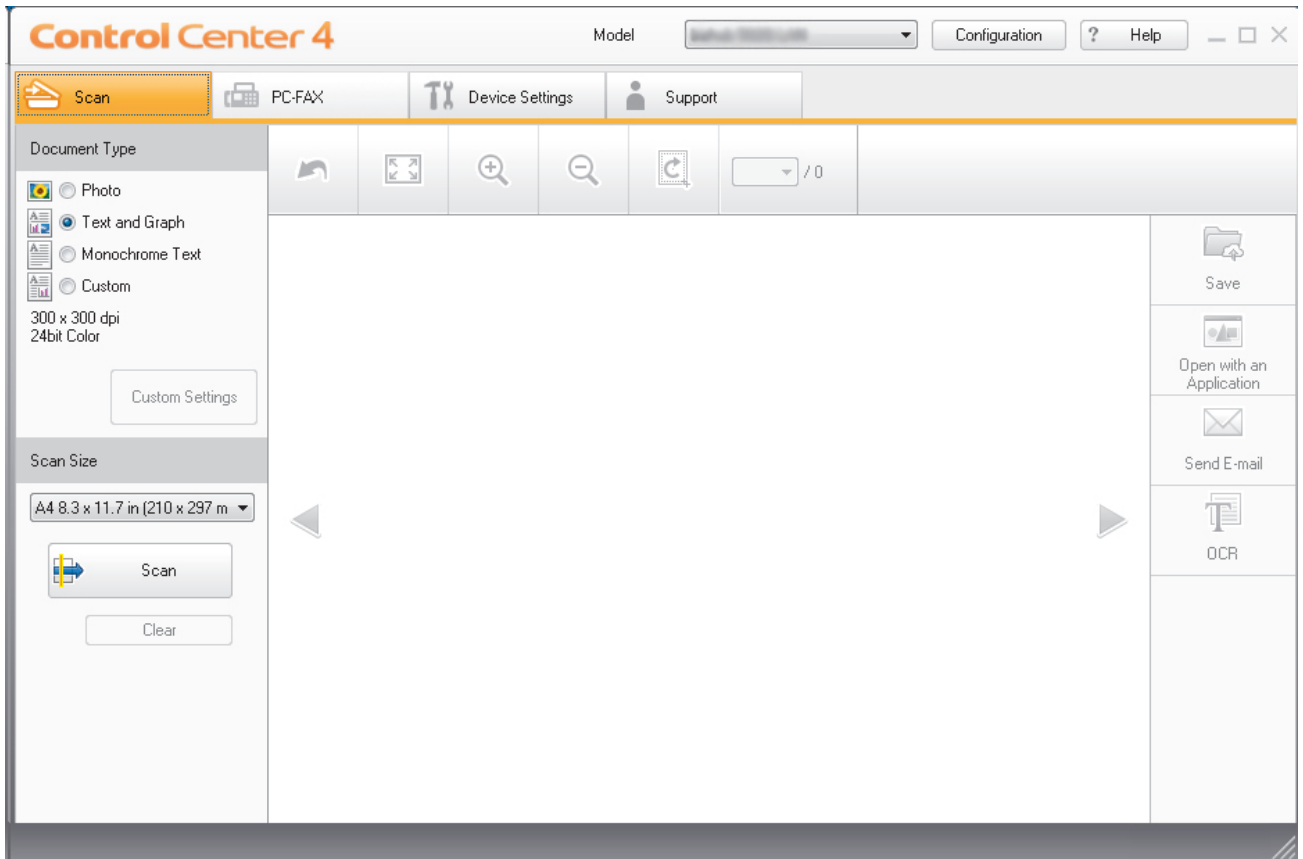 Control Center 4
Model
Configuration
? Help
Scan
PC-FAX
Device Settings
Support
Document Type
Photo
Text and Graph
Monochrome Text
Custom
300 x 300 dpi
24bit Color
Custom Settings
Scan Size
A4 8.3 x 11.7 in (210 x 297 m
Scan
Clear
/ 0
Save
Open with an
Application
Send E-mail
OCR